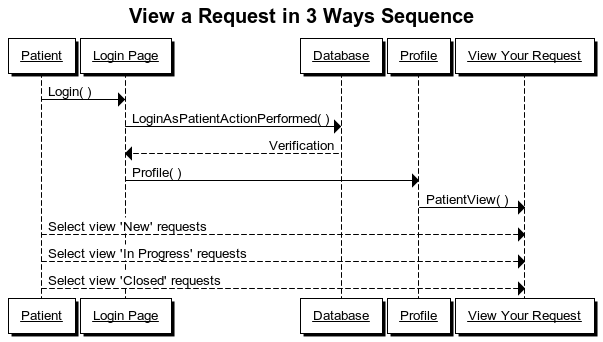 View a Request in 3 Ways Sequence
Patient Login Page Database Profile View Your Request
Login( )
LoginAsPatientActionPerformed( )
Verification
Profile( )
PatientView( )
Select view 'New' requests
Select view 'In Progress' requests
Select view 'Closed' requests
Patient Login Page Database Profile View Your Request